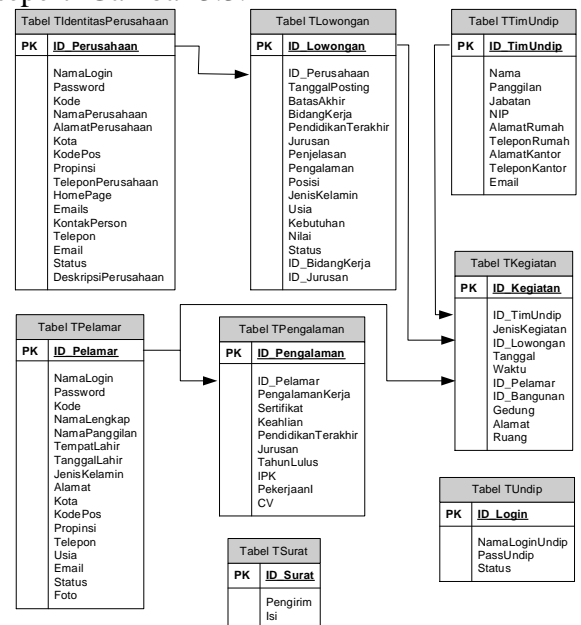 Tabel TIdentitasPerusahaan
PK ID_Perusahaan
NamaLogin
Password
Kode
NamaPerusahaan
AlamatPerusahaan
Kota
KodePos
Propinsi
TeleponPerusahaan
HomePage
Emails
KontakPerson
Telepon
Email
Status
DeskripsiPerusahaan
Tabel TLowongan
PK ID_Lowongan
ID_Perusahaan
TanggalPosting
BatasAkhir
BidangKerja
PendidikanTerakhir
Jurusan
Penjelasan
Pengalaman
Posisi
JenisKelamin
Usia
Kebutuhan
Nilai
Status
ID_BidangKerja
ID_Jurusan
Tabel TTimUndip
PK ID_TimUndip
Nama
Panggilan
Jabatan
NIP
AlamatRumah
TeleponRumah
AlamatKantor
TeleponKantor
Email
Tabel TKegiatan
PK ID_Kegiatan
ID_TimUndip
JenisKegiatan
ID_Lowongan
Tanggal
Waktu
ID_Pelamar
ID_Bangunan
Gedung
Alamat
Ruang
Tabel TPelamar
PK ID_Pelamar
NamaLogin
Password
Kode
NamaLengkap
NamaPanggilan
TempatLahir
TanggalLahir
JenisKelamin
Alamat
Kota
KodePos
Propinsi
Telepon
Usia
Email
Status
Foto
Tabel TPengalaman
PK ID_Pengalaman
ID_Pelamar
PengalamanKerja
Sertifikat
Keahlian
PendidikanTerakhir
Jurusan
TahunLulus
IPK
PekerjaanI
CV
Tabel TUndip
PK ID_Login
NamaLoginUndip
PassUndip
Status
Tabel TSurat
PK ID_Surat
Pengirim
Isi